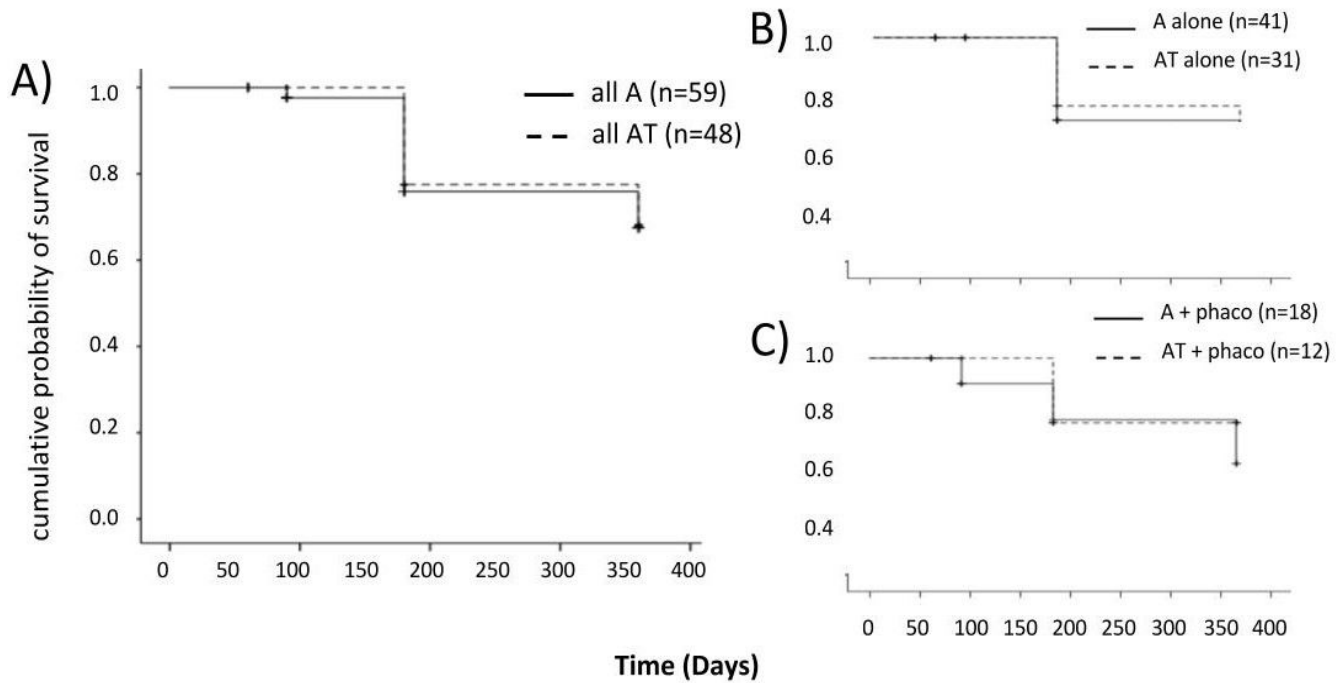 A)
cumulative probability of survival
1.0
0.8
0.6
0.4
0.2
0.0
all A (n=59)
all AT (n=48)
0 50 100 150 200 250 300 350 400
B)
1.0
0.8
0.6
0.4
A alone (n=41)
AT alone (n=31)
C)
1.0
0.8
0.6
0.4
A + phaco (n=18)
AT + phaco (n=12)
0 50 100 150 200 250 300 350 400
Time (Days)